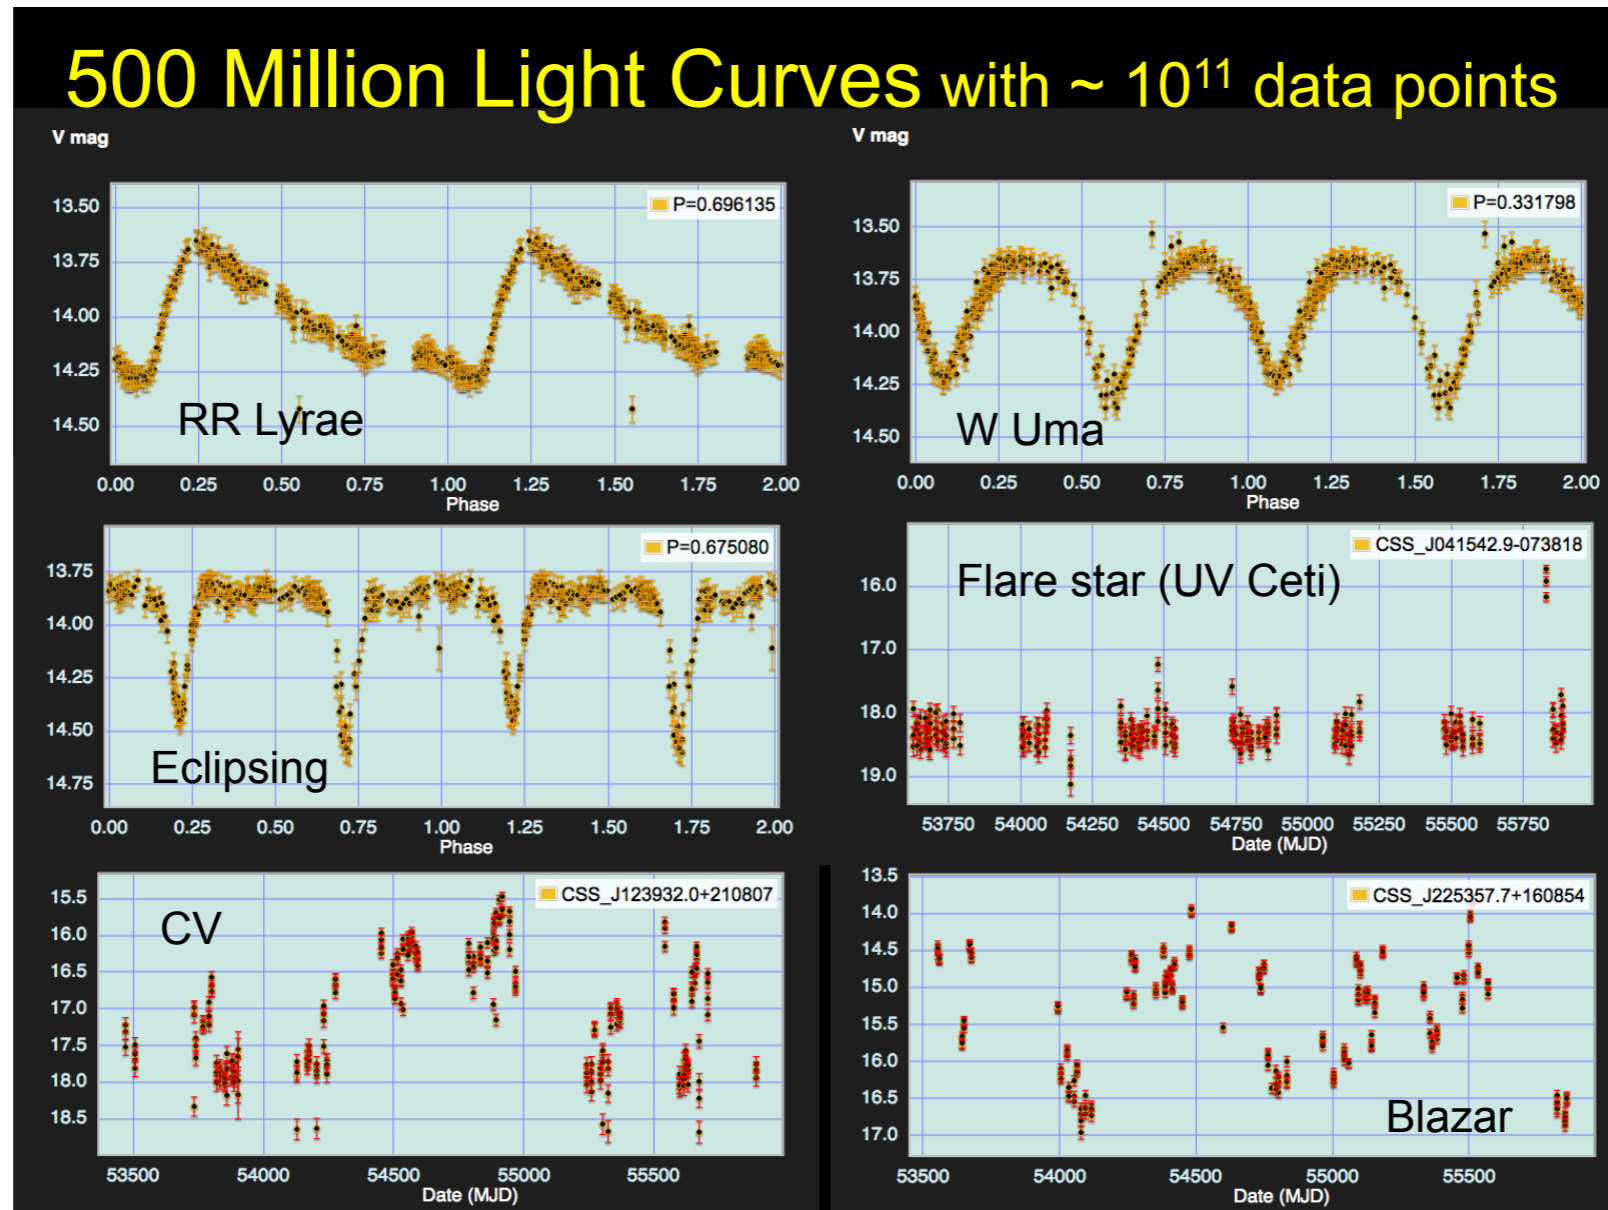 500 Million Light Curves with ~ 10¹¹ data points
V mag
P=0.696135
13.50
13.75
14.00
14.25
14.50
RR Lyrae
0.00 0.25 0.50 0.75 1.00 1.25 1.50 1.75 2.00
Phase
V mag
P=0.331798
13.50
13.75
14.00
14.25
14.50
W Uma
0.00 0.25 0.50 0.75 1.00 1.25 1.50 1.75 2.00
Phase
P=0.675080
13.75
14.00
14.25
14.50
14.75
Eclipsing
0.00 0.25 0.50 0.75 1.00 1.25 1.50 1.75 2.00
Phase
CSS_J041542.9-073818
Flare star (UV Ceti)
16.0
17.0
18.0
19.0
53750 54000 54250 54500 54750 55000 55250 55500 55750
Date (MJD)
CSS_J123932.0+210807
CV
15.5
16.0
16.5
17.0
17.5
18.0
18.5
53500 54000 54500 55000 55500
Date (MJD)
CSS_J225357.7+160854
13.5
14.0
14.5
15.0
15.5
16.0
16.5
17.0
Blazar
53500 54000 54500 55000 55500
Date (MJD)